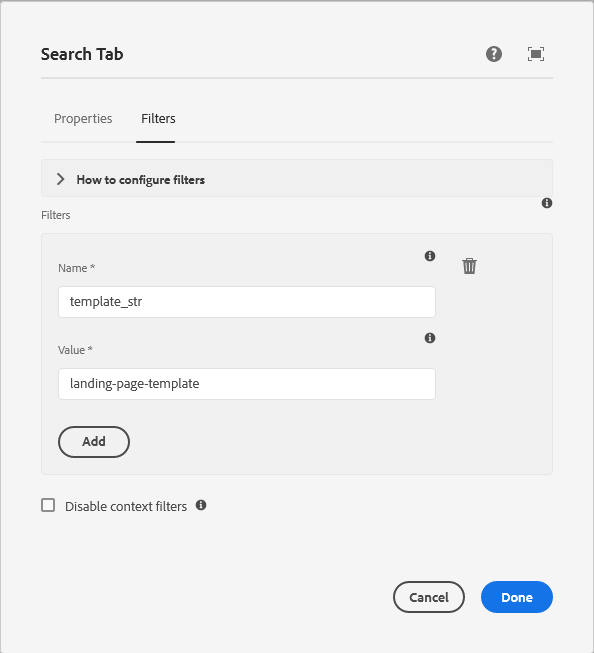 Search Tab
Properties Filters
How to configure filters
Filters
Name *
template_str
Value *
landing-page-template
Add
Disable context filters
Cancel Done